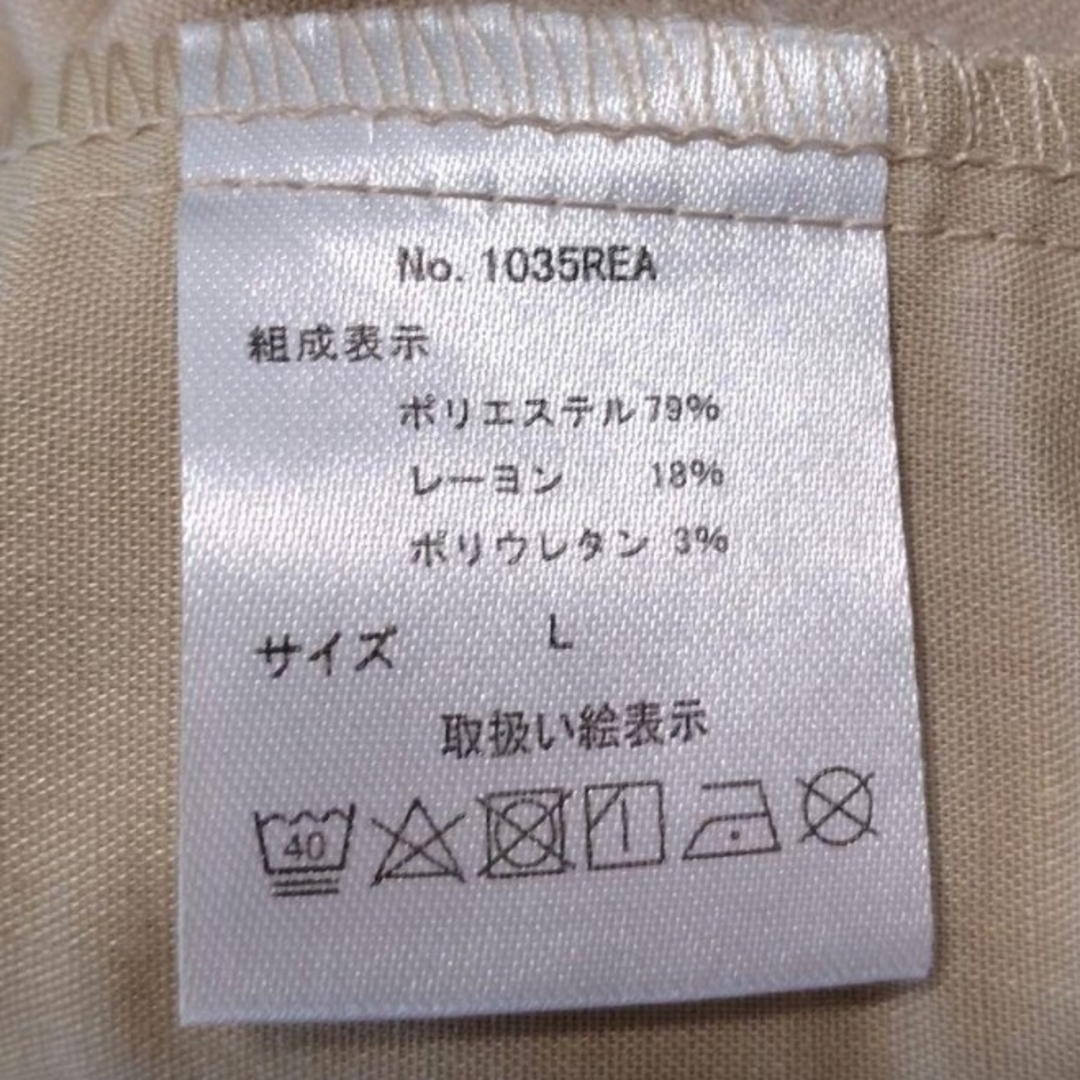 No. 1035REA
組成表示
ポリエステル 79%
レーヨン 18%
ポリウレタン 3%
サイズ L
取扱い絵表示
40